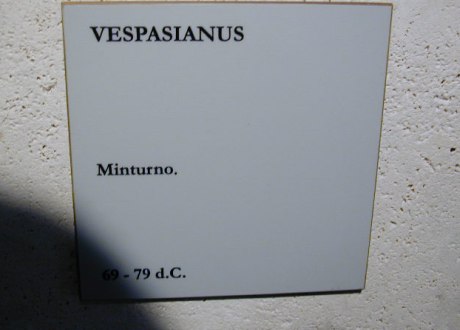 VESPASIANUS
Minturno.
69 - 79 d.C.